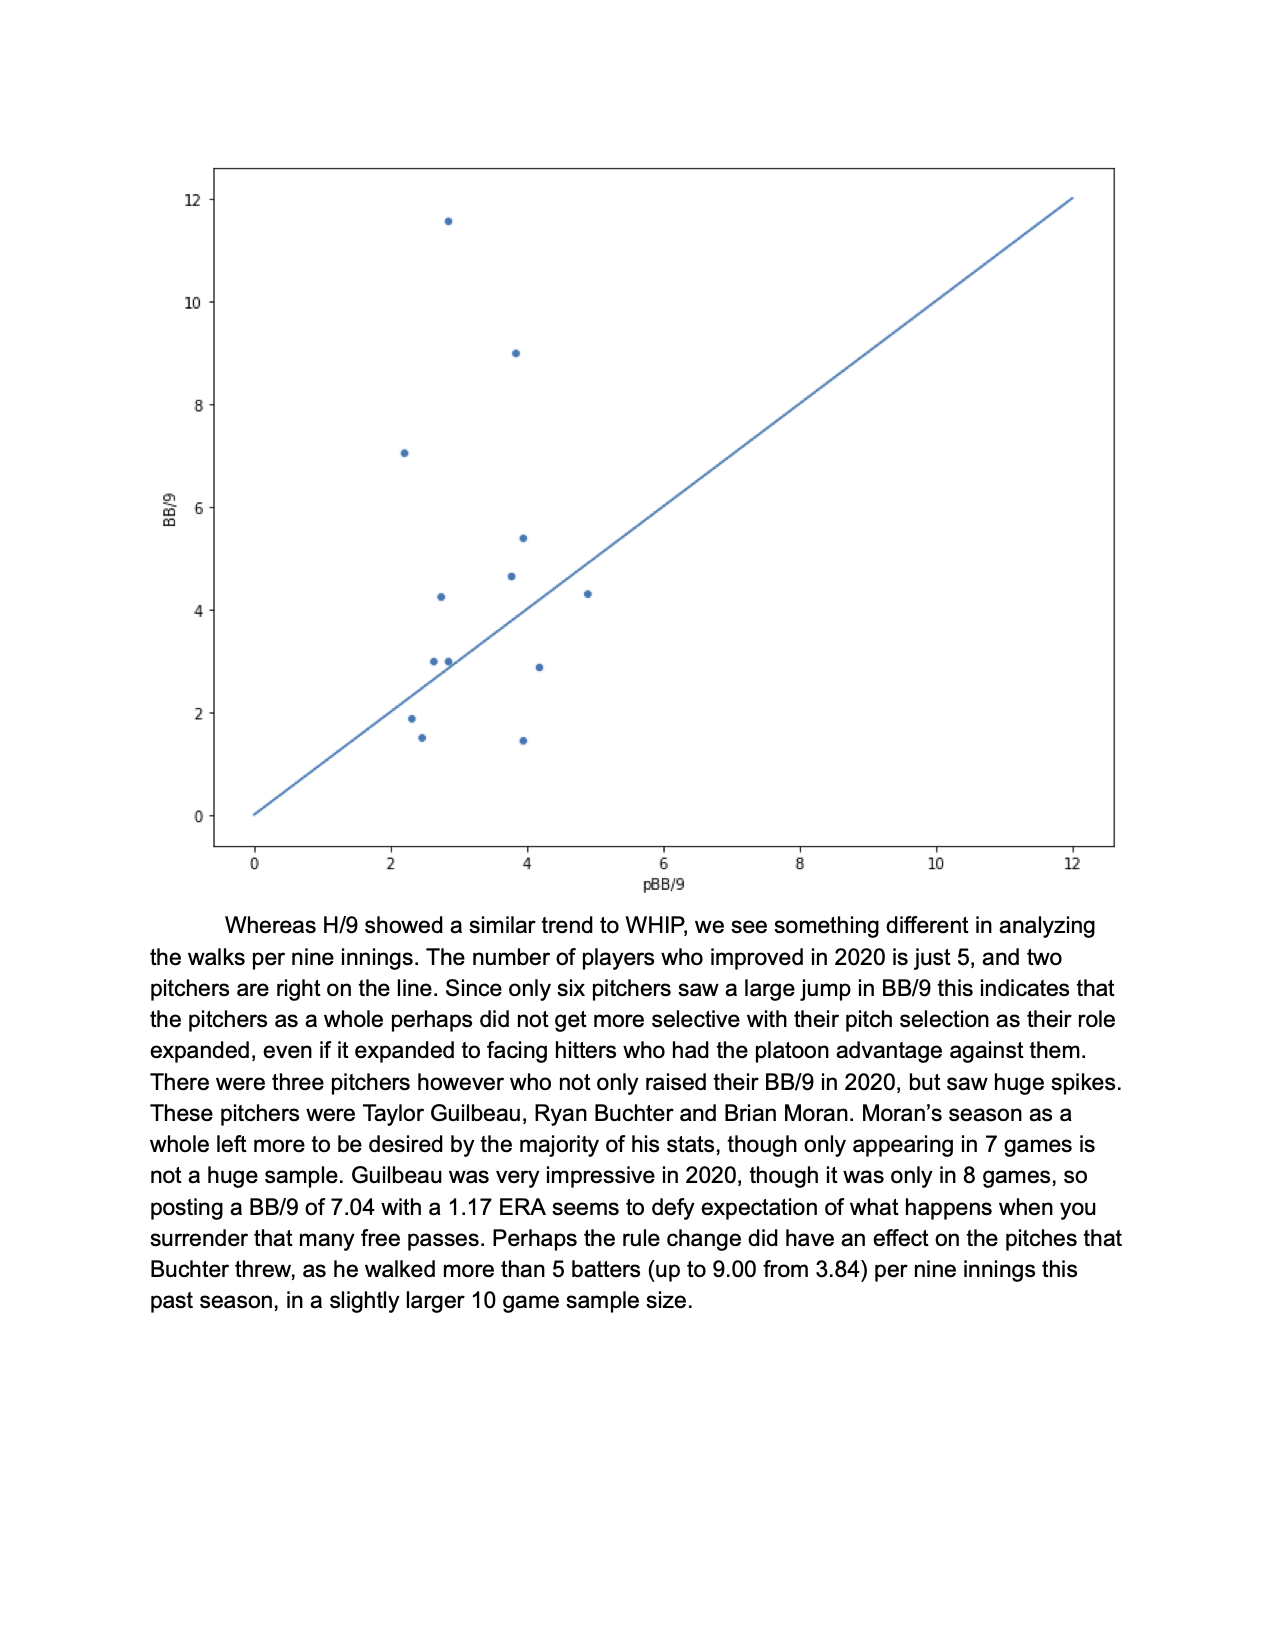 12
10
8
6
4
2
0
BB/9
0 2 4 6 8 10 12
pBB/9
Whereas H/9 showed a similar trend to WHIP, we see something different in analyzing
the walks per nine innings. The number of players who improved in 2020 is just 5, and two
pitchers are right on the line. Since only six pitchers saw a large jump in BB/9 this indicates that
the pitchers as a whole perhaps did not get more selective with their pitch selection as their role
expanded, even if it expanded to facing hitters who had the platoon advantage against them.
There were three pitchers however who not only raised their BB/9 in 2020, but saw huge spikes.
These pitchers were Taylor Guilbeau, Ryan Buchter and Brian Moran. Moran’s season as a
whole left more to be desired by the majority of his stats, though only appearing in 7 games is
not a huge sample. Guilbeau was very impressive in 2020, though it was only in 8 games, so
posting a BB/9 of 7.04 with a 1.17 ERA seems to defy expectation of what happens when you
surrender that many free passes. Perhaps the rule change did have an effect on the pitches that
Buchter threw, as he walked more than 5 batters (up to 9.00 from 3.84) per nine innings this
past season, in a slightly larger 10 game sample size.